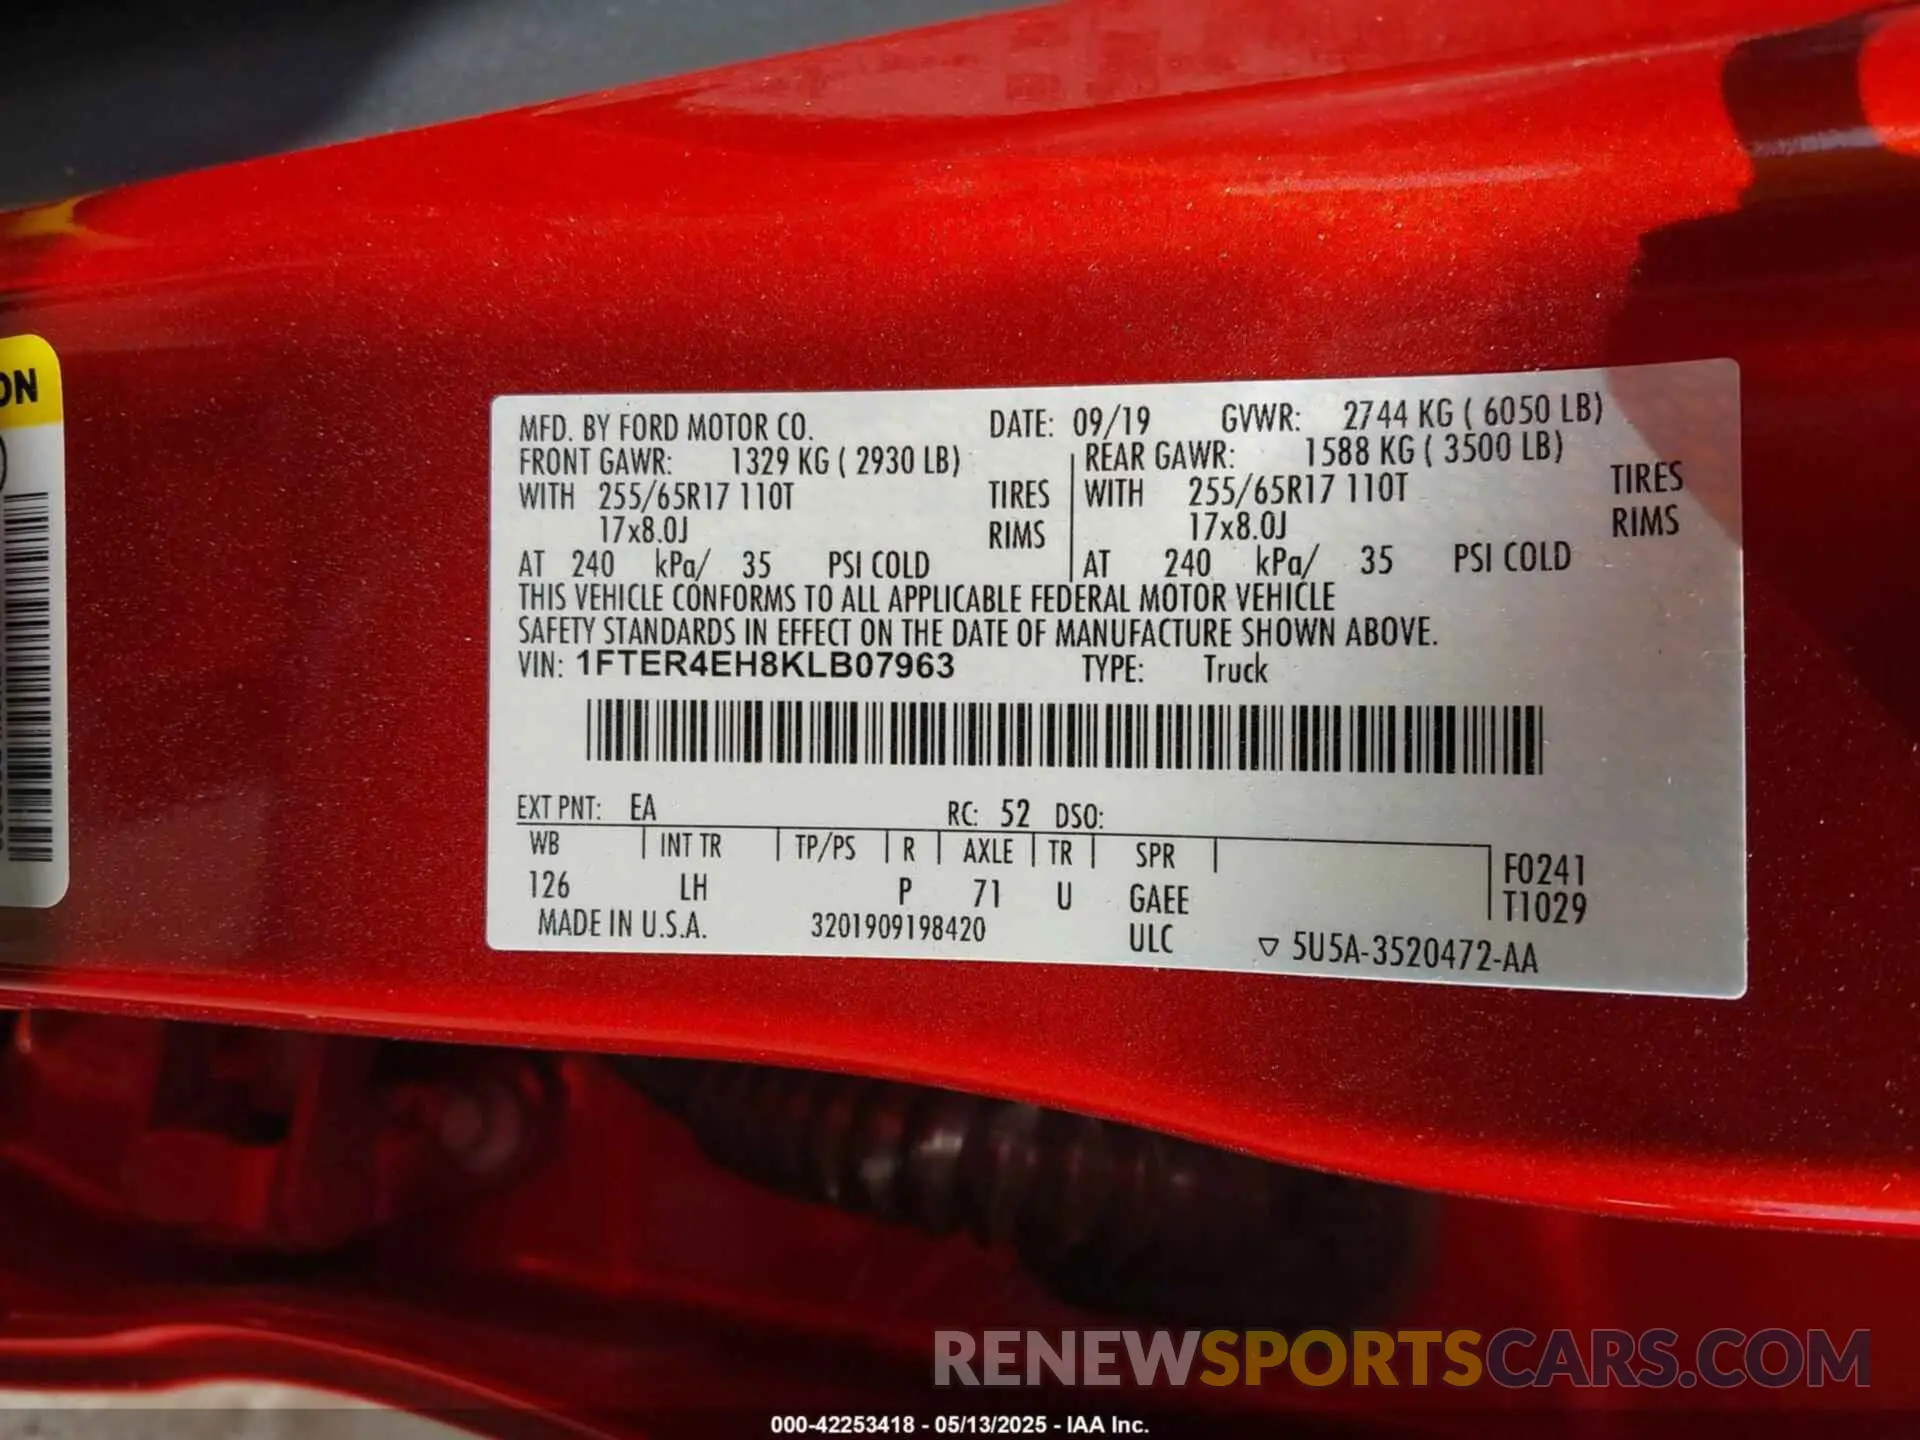 ON
MFD. BY FORD MOTOR CO. DATE: 09/19 GVWR: 2744 KG ( 6050 LB)
FRONT GAWR: 1329 KG ( 2930 LB) REAR GAWR: 1588 KG ( 3500 LB)
WITH 255/65R17 110T TIRES WITH 255/65R17 110T TIRES
17x8.0J RIMS 17x8.0J RIMS
AT 240 kPa/ 35 PSI COLD AT 240 kPa/ 35 PSI COLD
THIS VEHICLE CONFORMS TO ALL APPLICABLE FEDERAL MOTOR VEHICLE
SAFETY STANDARDS IN EFFECT ON THE DATE OF MANUFACTURE SHOWN ABOVE.
VIN: 1FTER4EH8KLB07963 TYPE: Truck
EXT PNT: EA RC: 52 DSO:
WB INT TR TP/PS R AXLE TR SPR F0241
126 LH P 71 U GAEE T1029
MADE IN U.S.A. 3201909198420 ULC ▽ 5U5A-3520472-AA
RENEWSPORTSCARS.COM
000-42253418 - 05/13/2025 - IAA Inc.